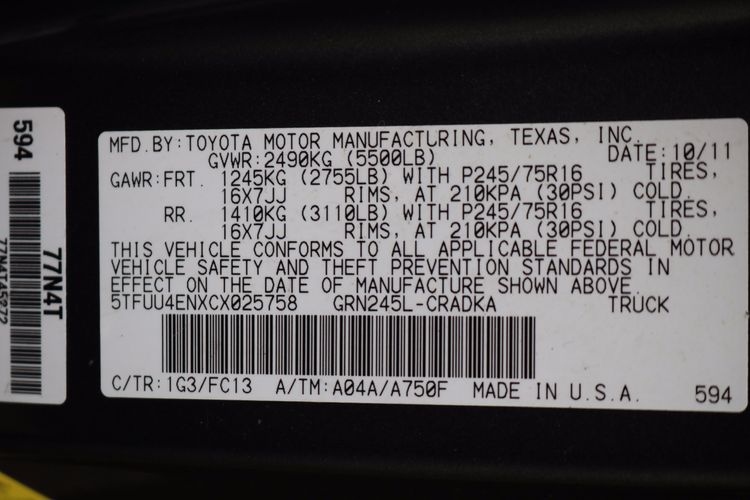 MFD.BY:TOYOTA MOTOR MANUFACTURING, TEXAS, INC.
GVWR:2490KG (5500LB) DATE:10/11
GAWR:FRT. 1245KG (2755LB) WITH P245/75R16 TIRES,
16X7JJ RIMS, AT 210KPA (30PSI) COLD.
RR. 1410KG (3110LB) WITH P245/75R16 TIRES,
16X7JJ RIMS, AT 210KPA (30PSI) COLD.
THIS VEHICLE CONFORMS TO ALL APPLICABLE FEDERAL MOTOR
VEHICLE SAFETY AND THEFT PREVENTION STANDARDS IN
EFFECT ON THE DATE OF MANUFACTURE SHOWN ABOVE.
5TFUU4ENXCX025758 GRN245L-CRADKA TRUCK
C/TR:1G3/FC13 A/TM:A04A/A750F MADE IN U.S.A. 594
594
77N4T